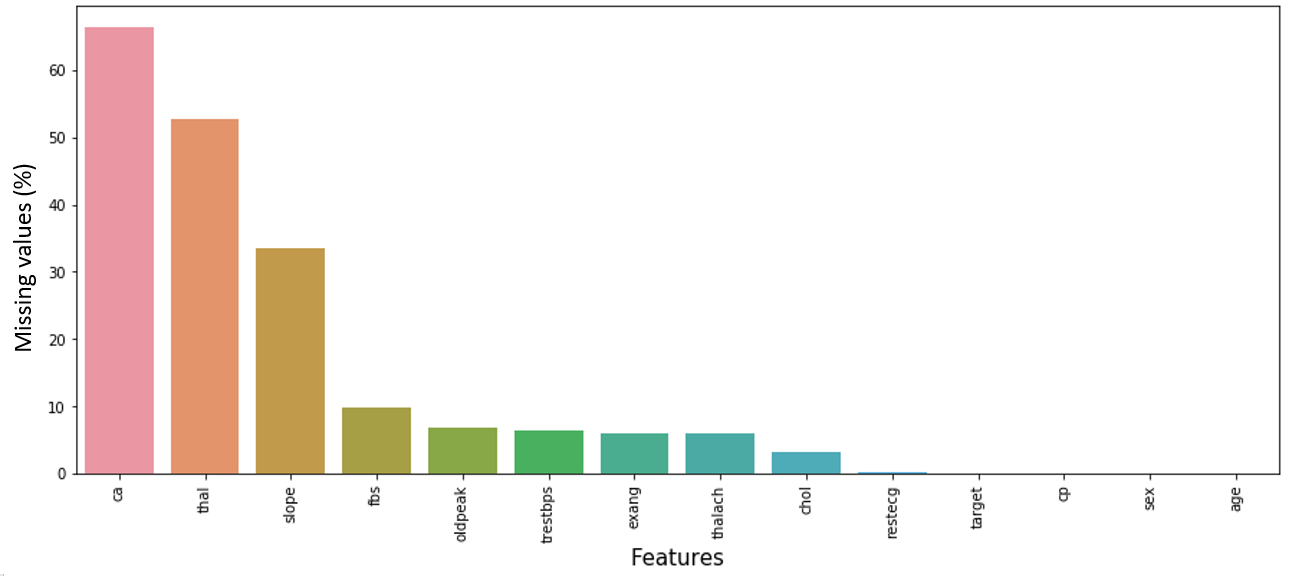 Missing values (%)
60
50
40
30
20
10
0
ca
thal
slope
fbs
oldpeak
trestbps
exang
thalach
chol
restecg
target
cp
sex
age
Features